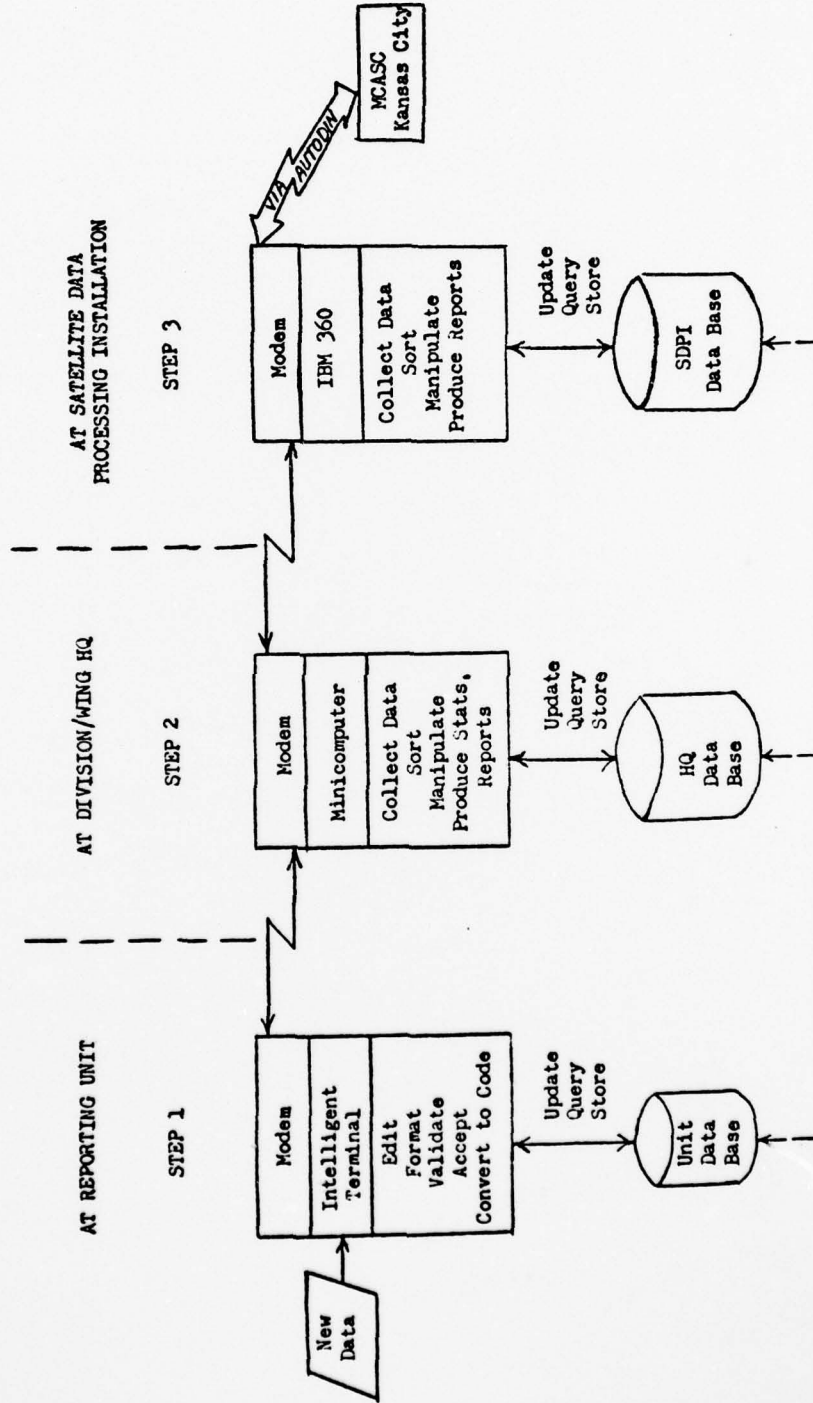 AT REPORTING UNIT
STEP 1
New
Data
Modem
Intelligent
Terminal
Edit
Format
Validate
Accept
Convert to Code
Update
Query
Store
Unit
Data
Base
AT DIVISION/WING HQ
STEP 2
Modem
Minicomputer
Collect Data
Sort
Manipulate
Produce Stats,
Reports
Update
Query
Store
HQ
Data
Base
AT SATELLITE DATA
PROCESSING INSTALLATION
STEP 3
Modem
IBM 360
Collect Data
Sort
Manipulate
Produce Reports
Update
Query
Store
SDPI
Data Base
VIA
AUTODIN
MCASC
Kansas City